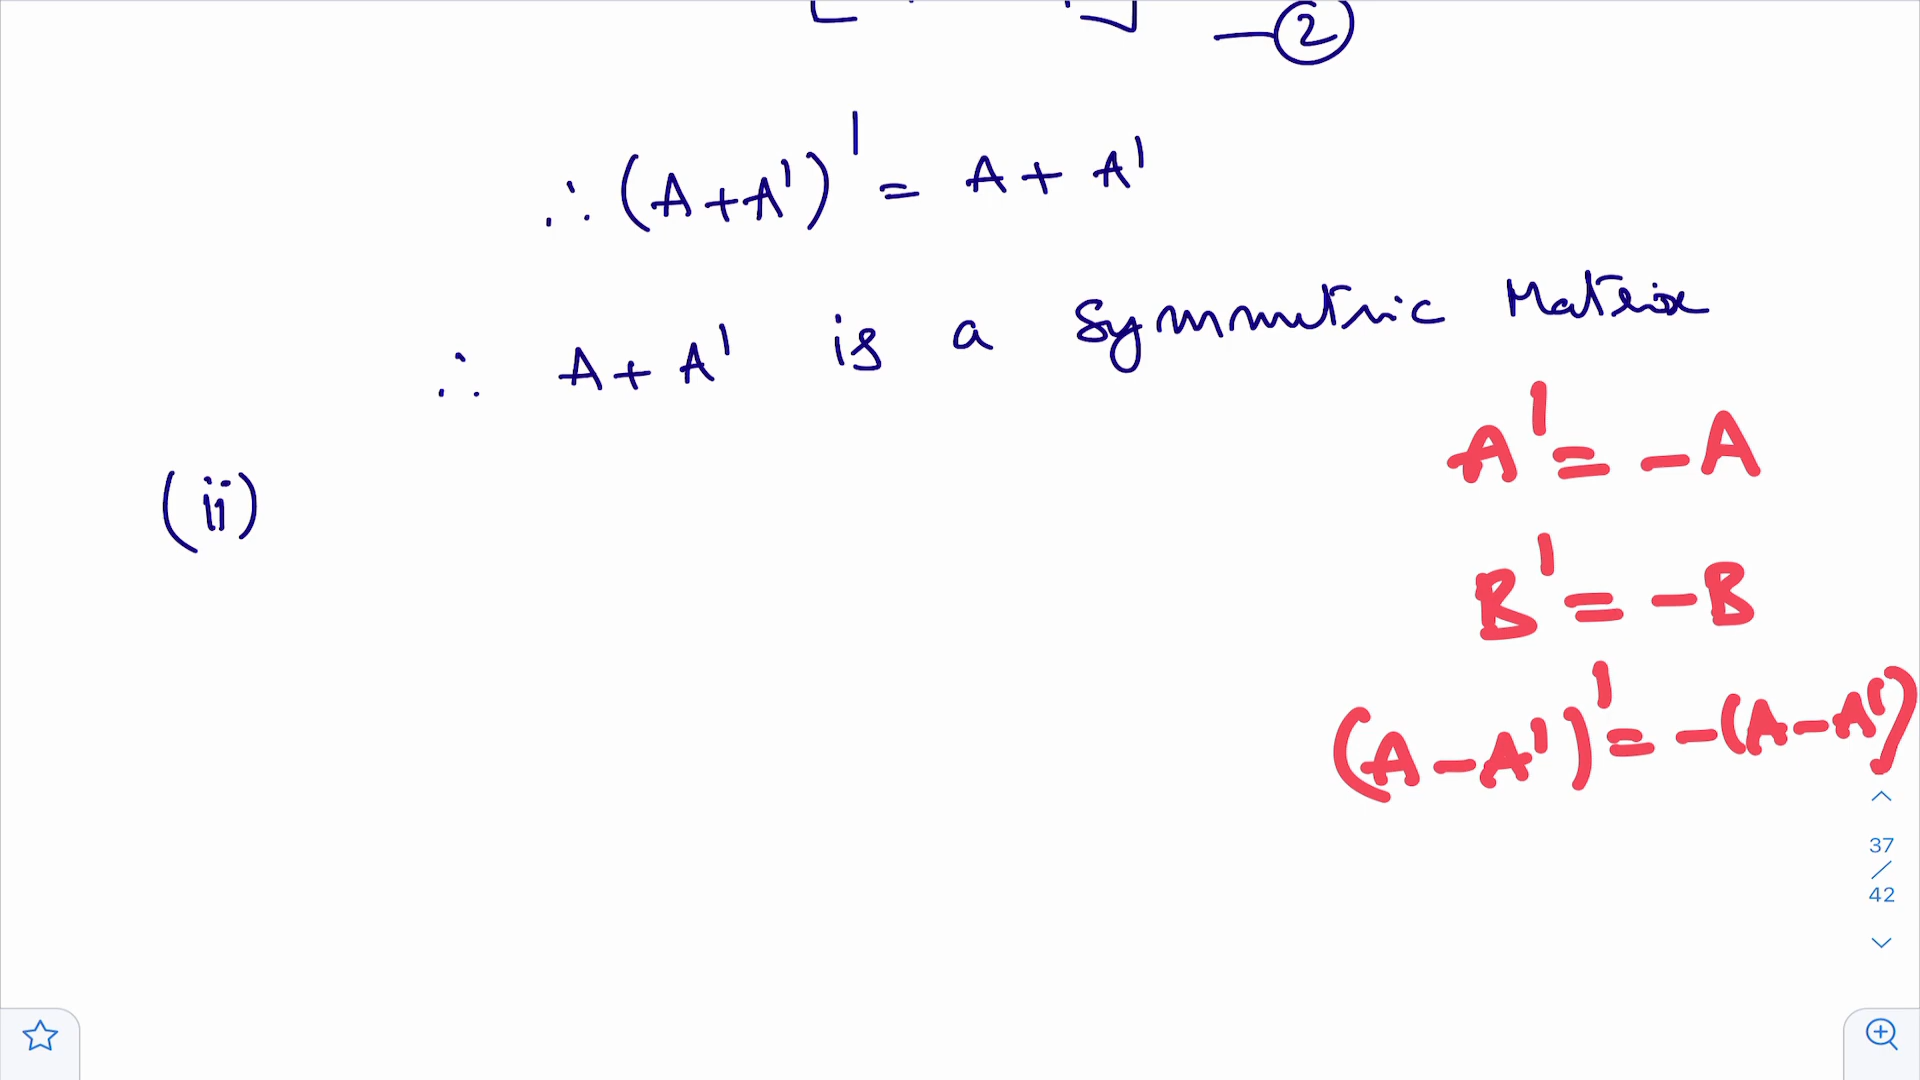 —②
∴ (A+A')' = A + A'
∴ A + A' is a Symmetric Matrix
A' = -A
(ii)
B' = -B
(A-A')' = -(A-A')
37
/
42